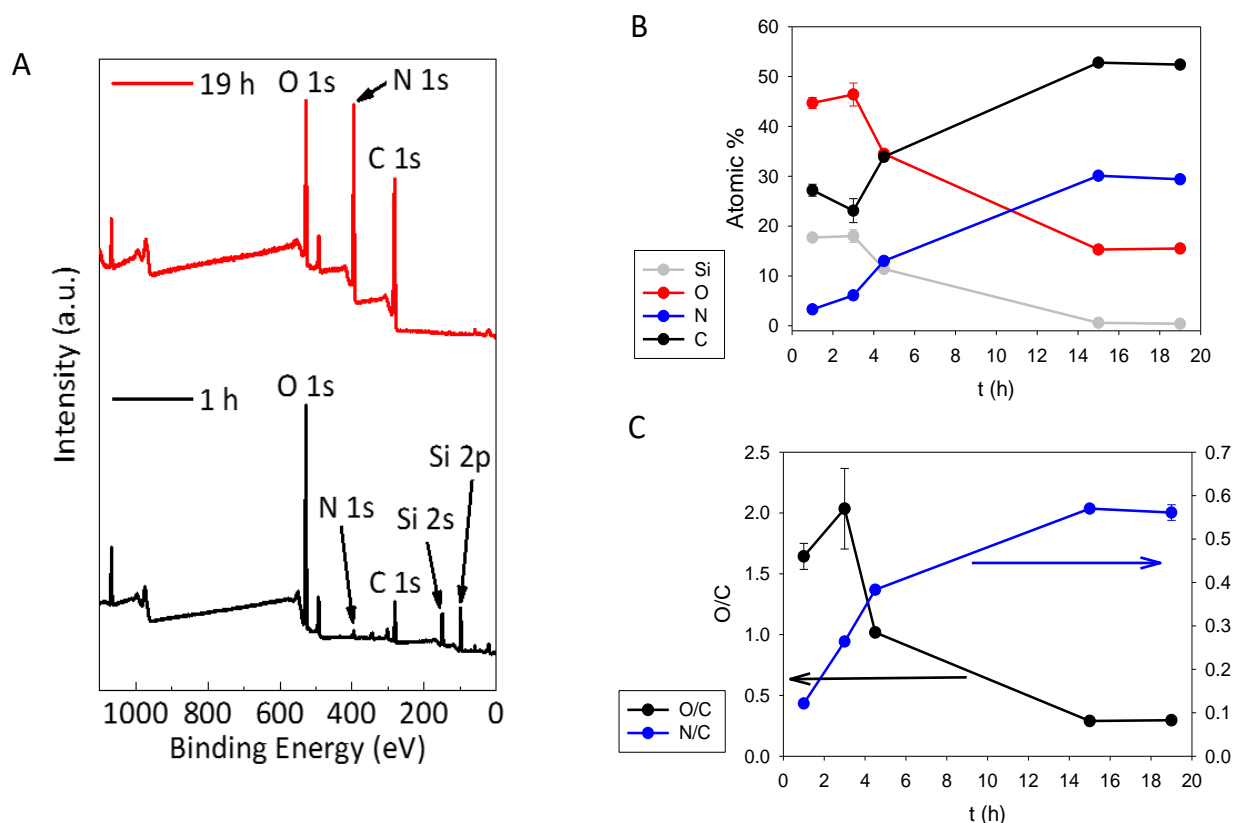 A
19 h
O 1s
N 1s
C 1s
1 h
O 1s
N 1s
C 1s
Si 2s
Si 2p
Intensity (a.u.)
1000 800 600 400 200 0
Binding Energy (eV)
B
60
50
40
30
20
10
0
Atomic %
0 2 4 6 8 10 12 14 16 18 20
t (h)
Si
O
N
C
C
2.5
2.0
1.5
1.0
0.5
0.0
O/C
0.7
0.6
0.5
0.4
0.3
0.2
0.1
0.0
0 2 4 6 8 10 12 14 16 18 20
t (h)
O/C
N/C